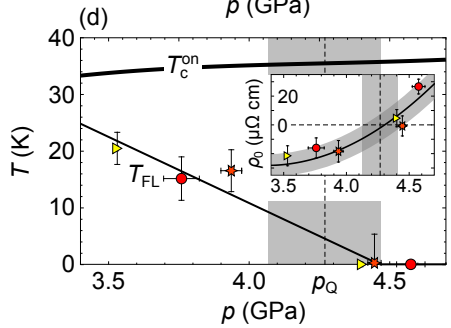 p (GPa)
(d)
40
30
20
10
0
T (K)
T_c^on
T_FL
3.5
4.0
p_Q
4.5
p (GPa)
20
0
-20
ρ_0 (μΩ cm)
3.5
4.0
4.5